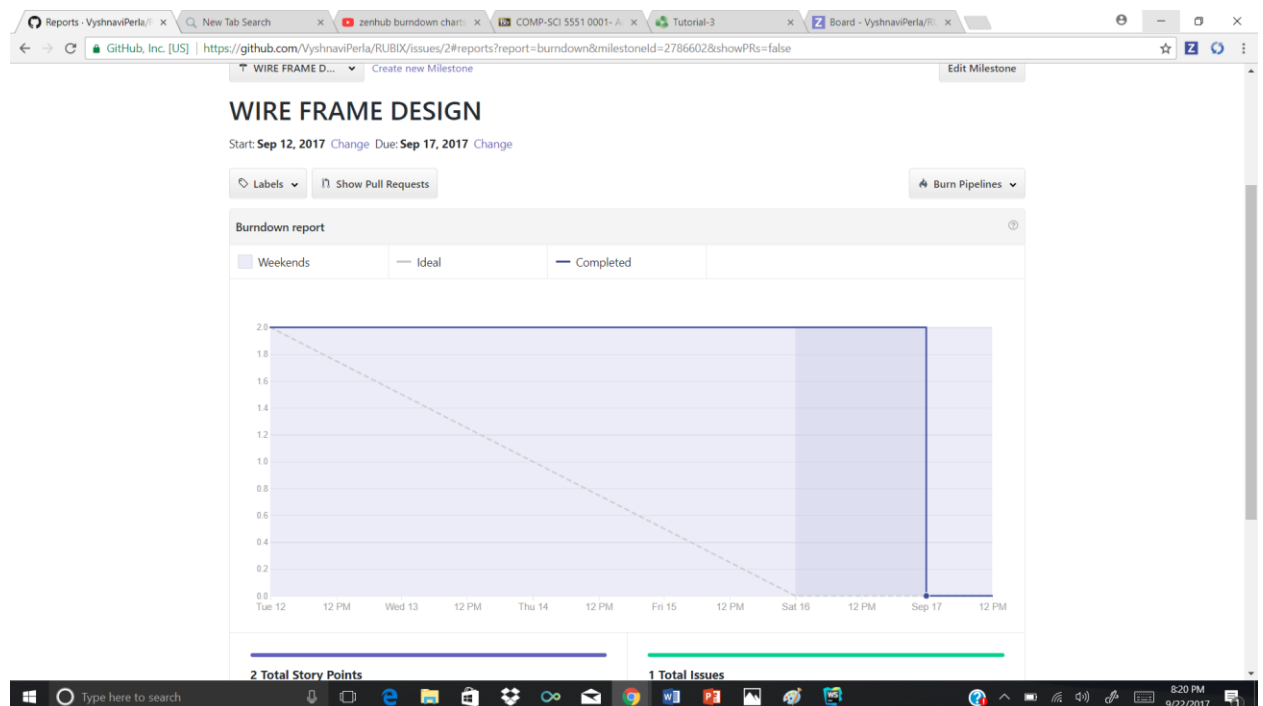 Reports · VyshnaviPerla/R
New Tab Search
zenhub burndown charts
COMP-SCI 5551 0001- A
Tutorial-3
Board - VyshnaviPerla/RU
GitHub, Inc. [US] https://github.com/VyshnaviPerla/RUBIX/issues/2#reports?report=burndown&milestoneId=2786602&showPRs=false
WIRE FRAME D... Create new Milestone Edit Milestone
WIRE FRAME DESIGN
Start: Sep 12, 2017 Change Due: Sep 17, 2017 Change
Labels Show Pull Requests Burn Pipelines
Burndown report
Weekends Ideal Completed
2.0
1.8
1.6
1.4
1.2
1.0
0.8
0.6
0.4
0.2
0.0
Tue 12 12 PM Wed 13 12 PM Thu 14 12 PM Fri 15 12 PM Sat 16 12 PM Sep 17 12 PM
2 Total Story Points 1 Total Issues
Type here to search
8:20 PM
9/22/2017